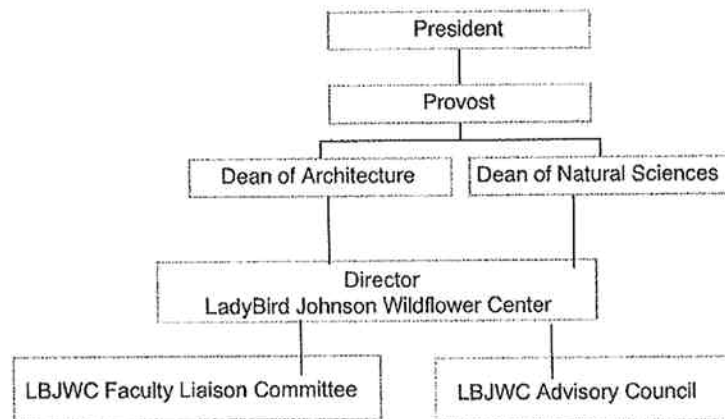 President
Provost
Dean of Architecture
Dean of Natural Sciences
Director
LadyBird Johnson Wildflower Center
LBJWC Faculty Liaison Committee
LBJWC Advisory Council